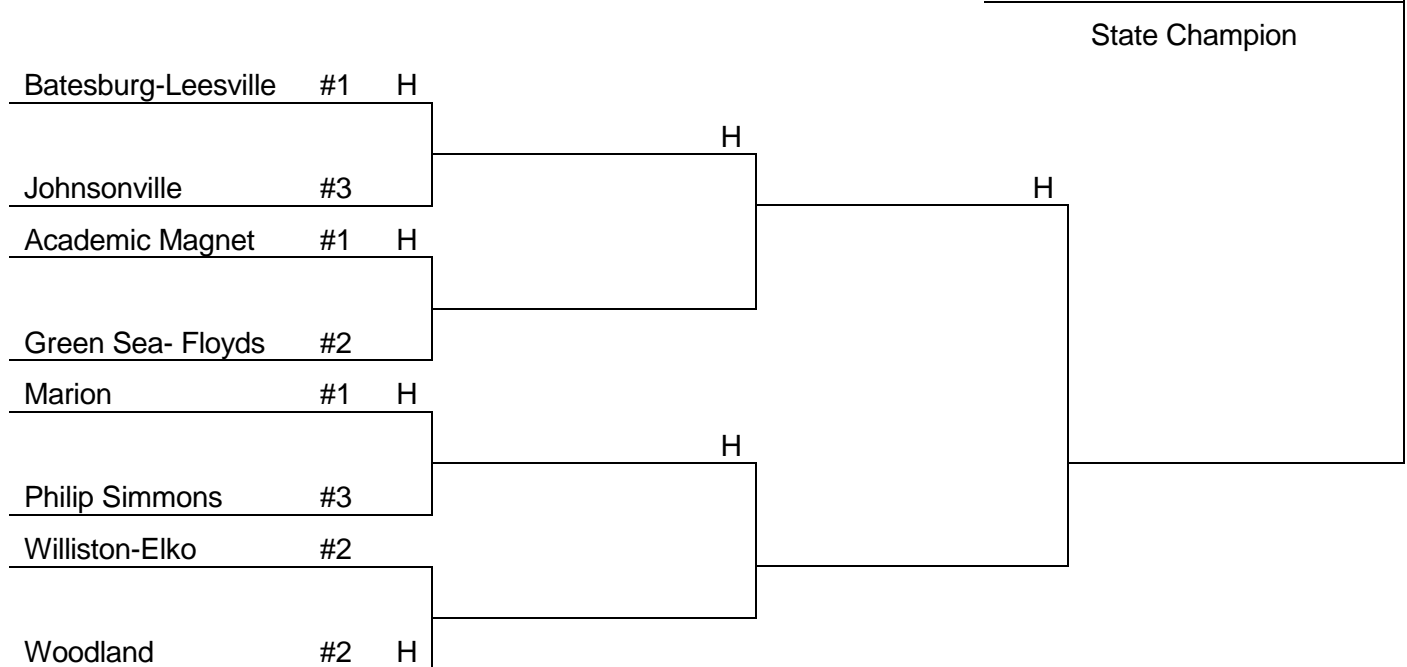 State Champion
Batesburg-Leesville #1 H
H
Johnsonville #3 H
Academic Magnet #1 H
Green Sea- Floyds #2
Marion #1 H
H
Philip Simmons #3
Williston-Elko #2
Woodland #2 H